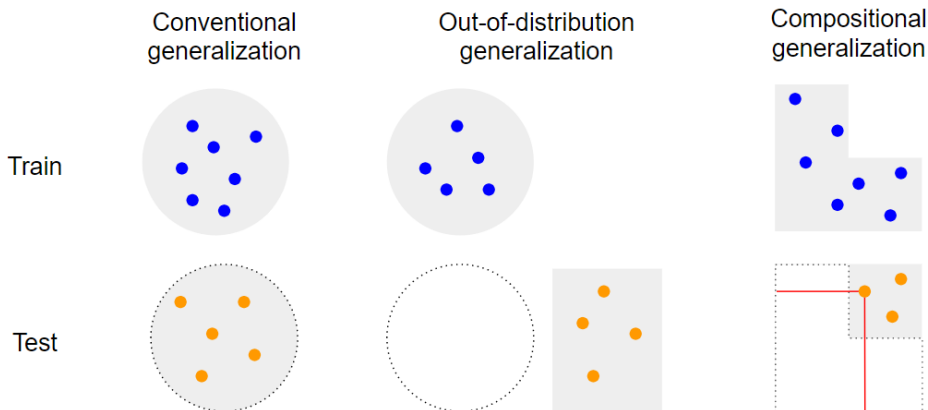 Conventional
generalization
Out-of-distribution
generalization
Compositional
generalization
Train
Test